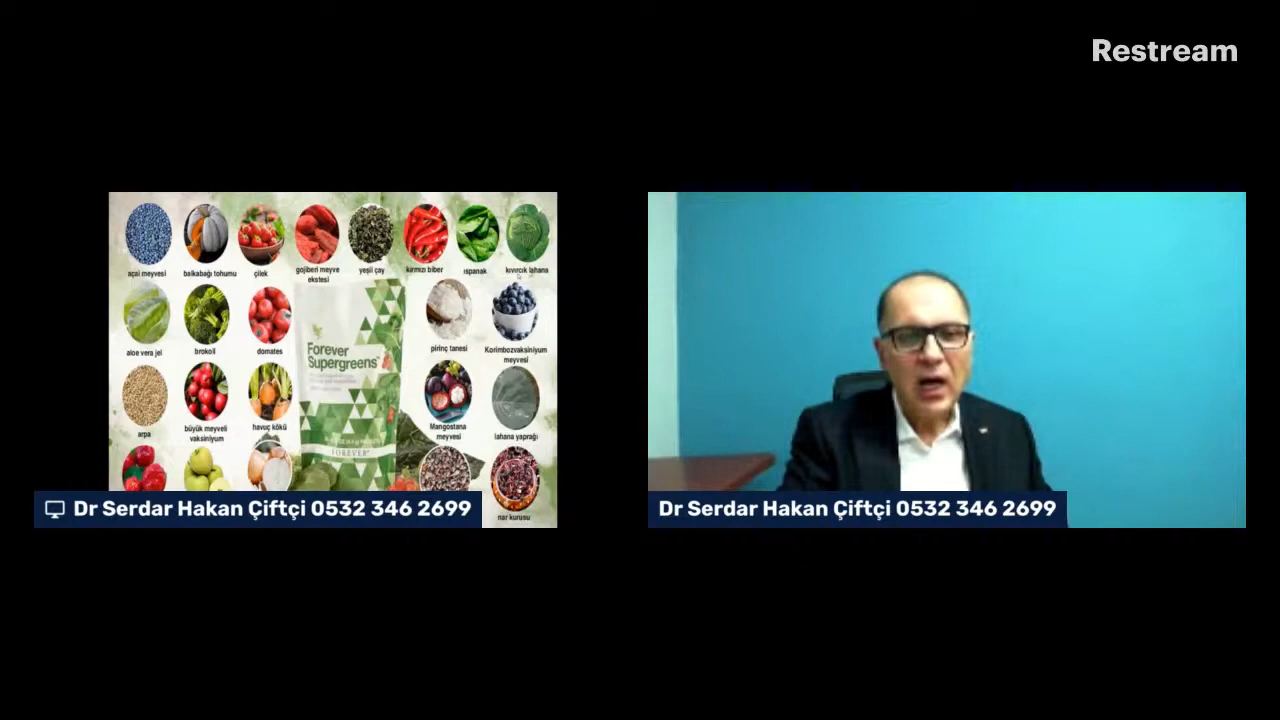 Restream
açai meyvesi
balkabağı tohumu
çilek
gojiberi meyve
ekstesi
yeşil çay
kırmızı biber
ıspanak
kıvırcık lahana
aloe vera jel
brokoli
domates
Forever
Supergreens™
pirinç tanesi
Korimbozvaksiniyum
meyvesi
arpa
büyük meyveli
vaksiniyum
havuç kökü
Mangostana
meyvesi
lahana yaprağı
FOREVER
nar kurusu
Dr Serdar Hakan Çiftçi 0532 346 2699
Dr Serdar Hakan Çiftçi 0532 346 2699